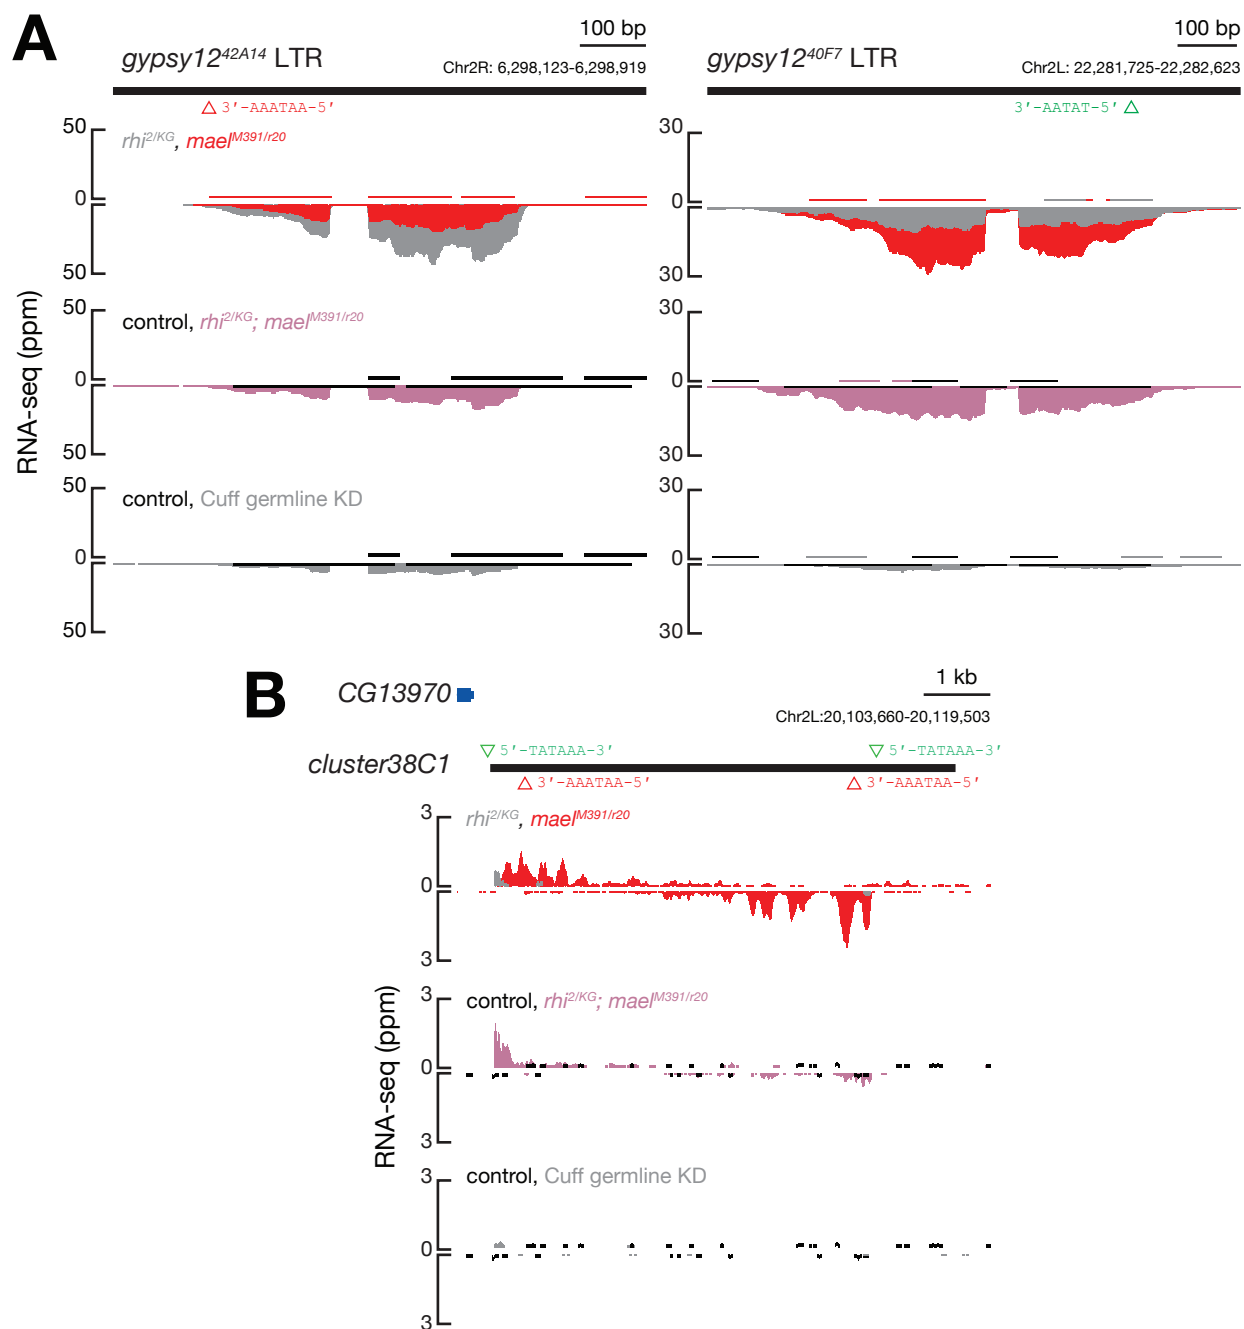 A
100 bp
100 bp
gypsy12^42A14 LTR
gypsy12^40F7 LTR
Chr2R: 6,298,123-6,298,919
Chr2L: 22,281,725-22,282,623
3′-AAATAA-5′
3′-AATAT-5′
50
30
rhi^2/KG, mael^M391/r20
0
0
50
30
RNA-seq (ppm)
50
30
control, rhi^2/KG; mael^M391/r20
0
0
50
30
50
30
control, Cuff germline KD
0
0
50
30
B
CG13970
1 kb
Chr2L:20,103,660-20,119,503
5′-TATAAA-3′
5′-TATAAA-3′
cluster38C1
3′-AAATAA-5′
3′-AAATAA-5′
3
rhi^2/KG, mael^M391/r20
0
3
RNA-seq (ppm)
3
control, rhi^2/KG; mael^M391/r20
0
3
3
control, Cuff germline KD
0
3